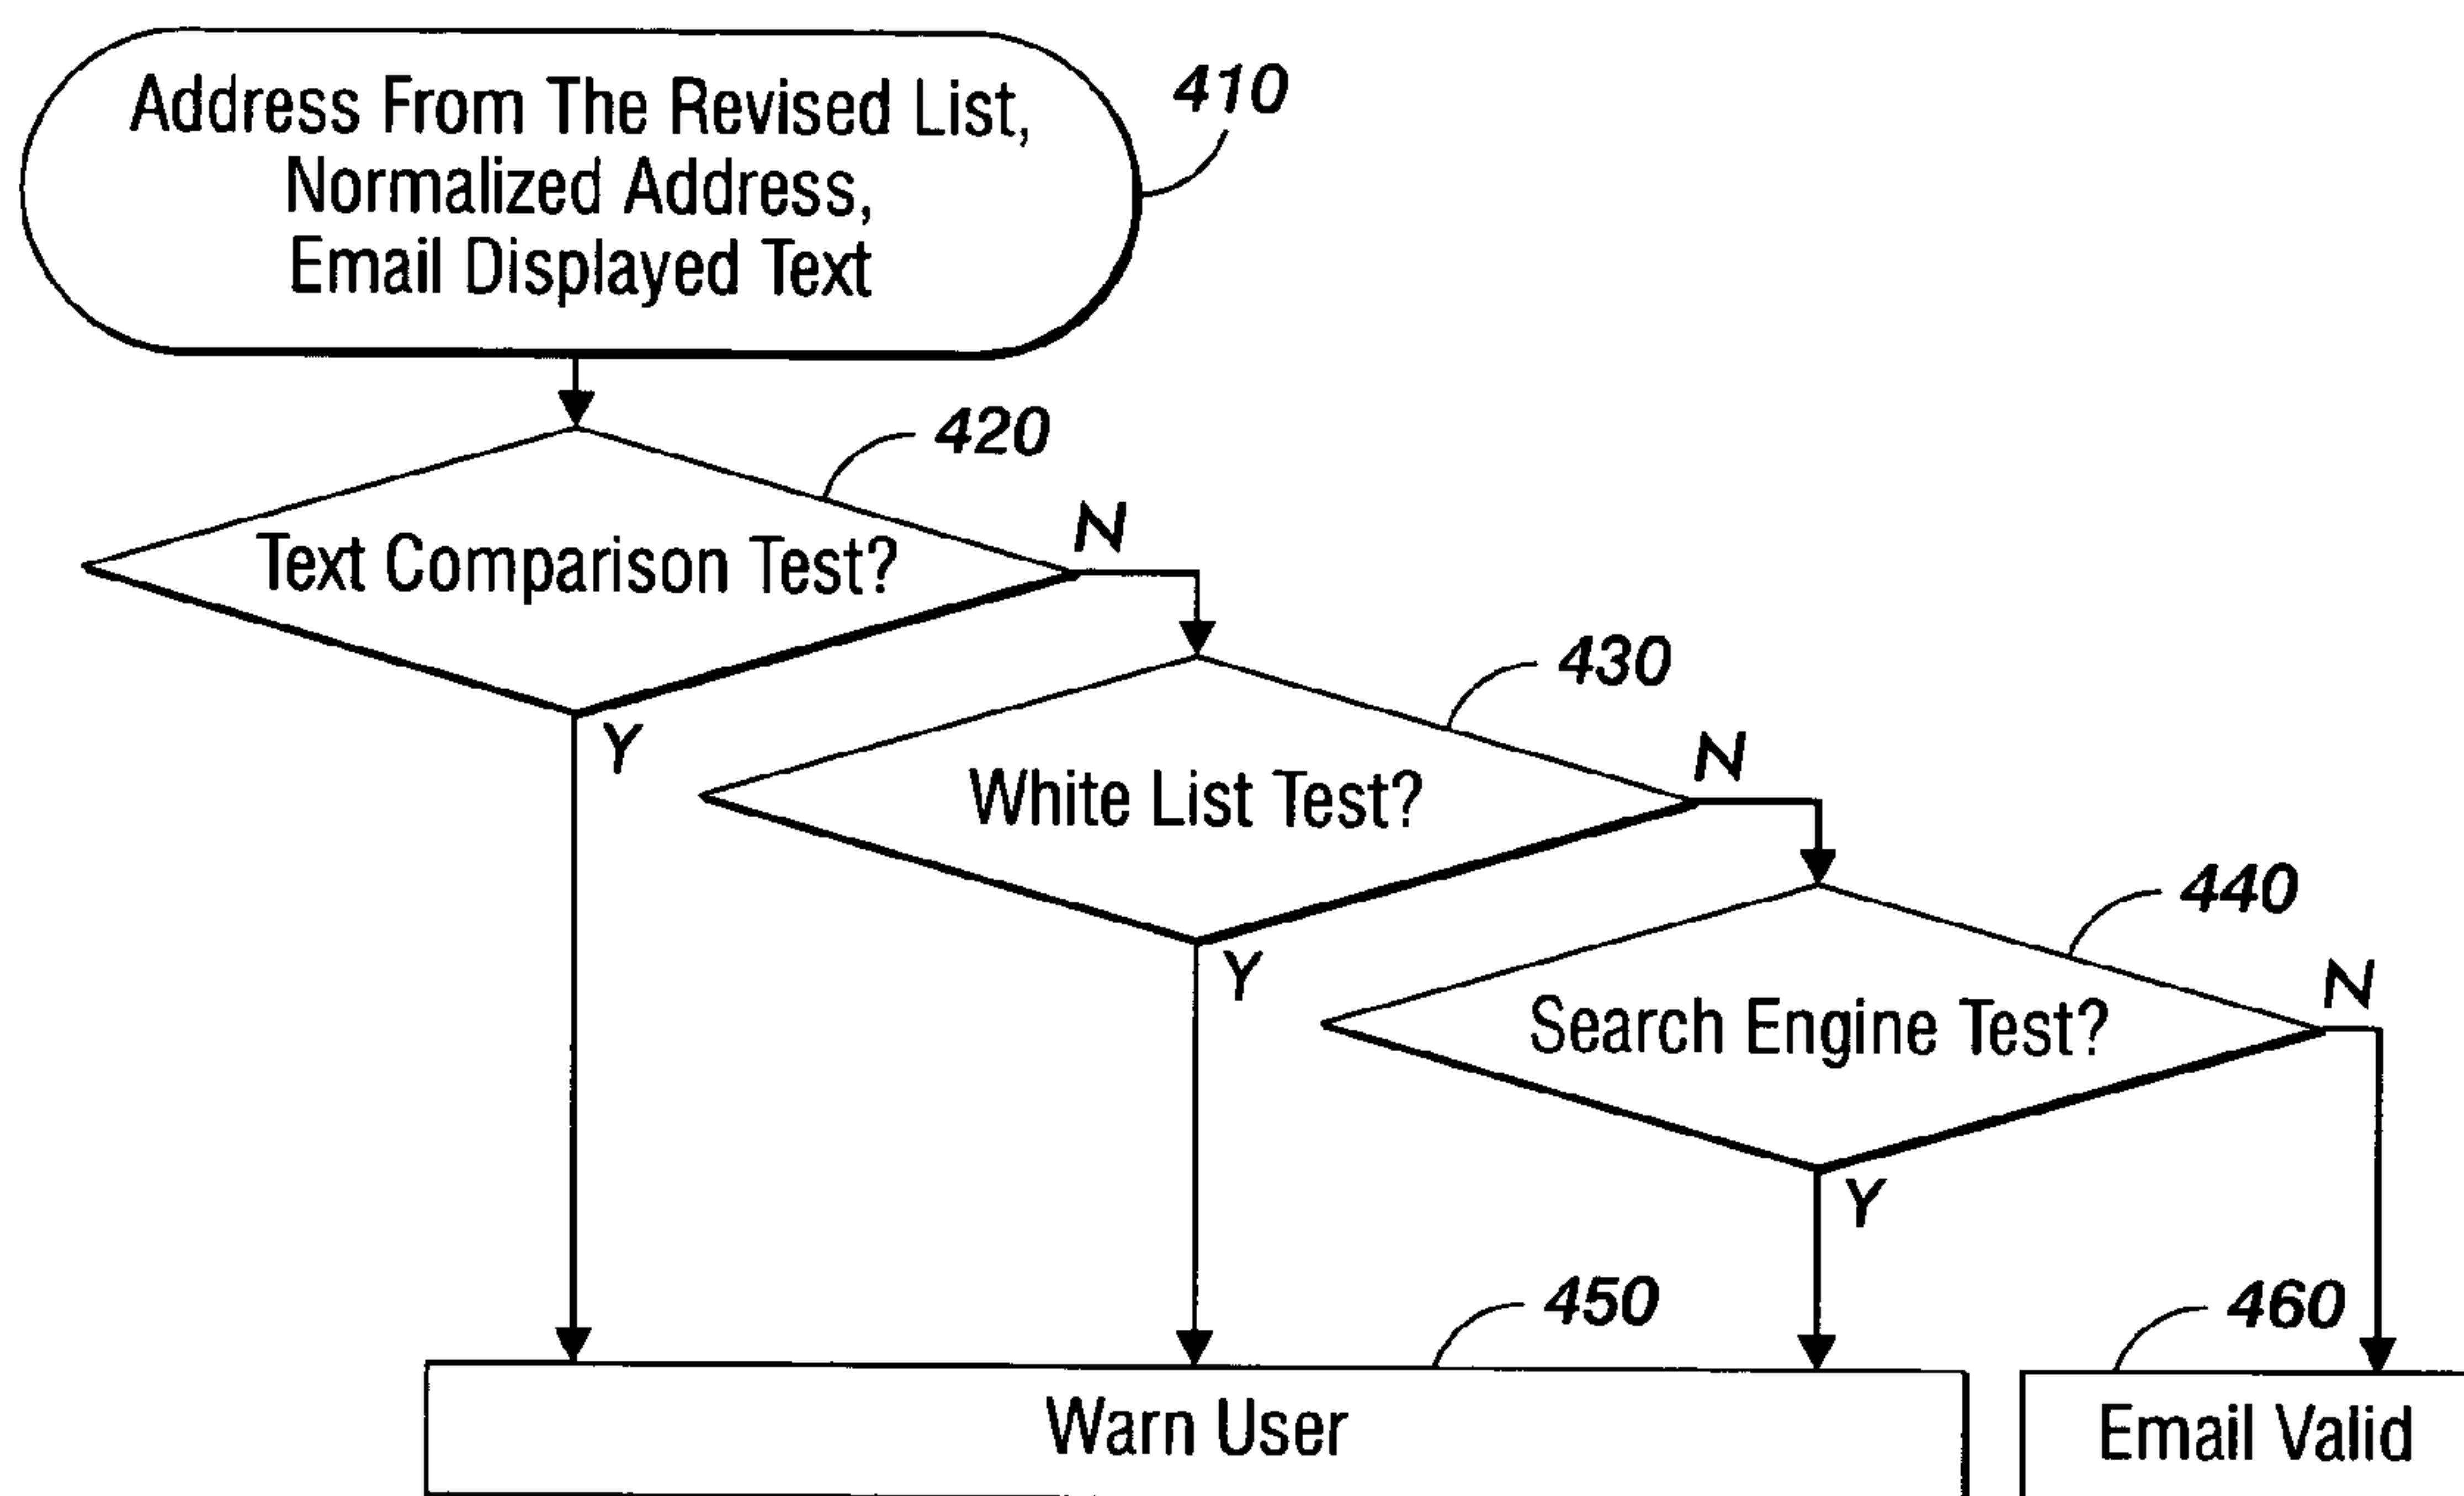 Address From The Revised List,
Normalized Address,
Email Displayed Text
410
420
Text Comparison Test?
N
Y
430
White List Test?
N
Y
440
Search Engine Test?
N
Y
450
Warn User
460
Email Valid